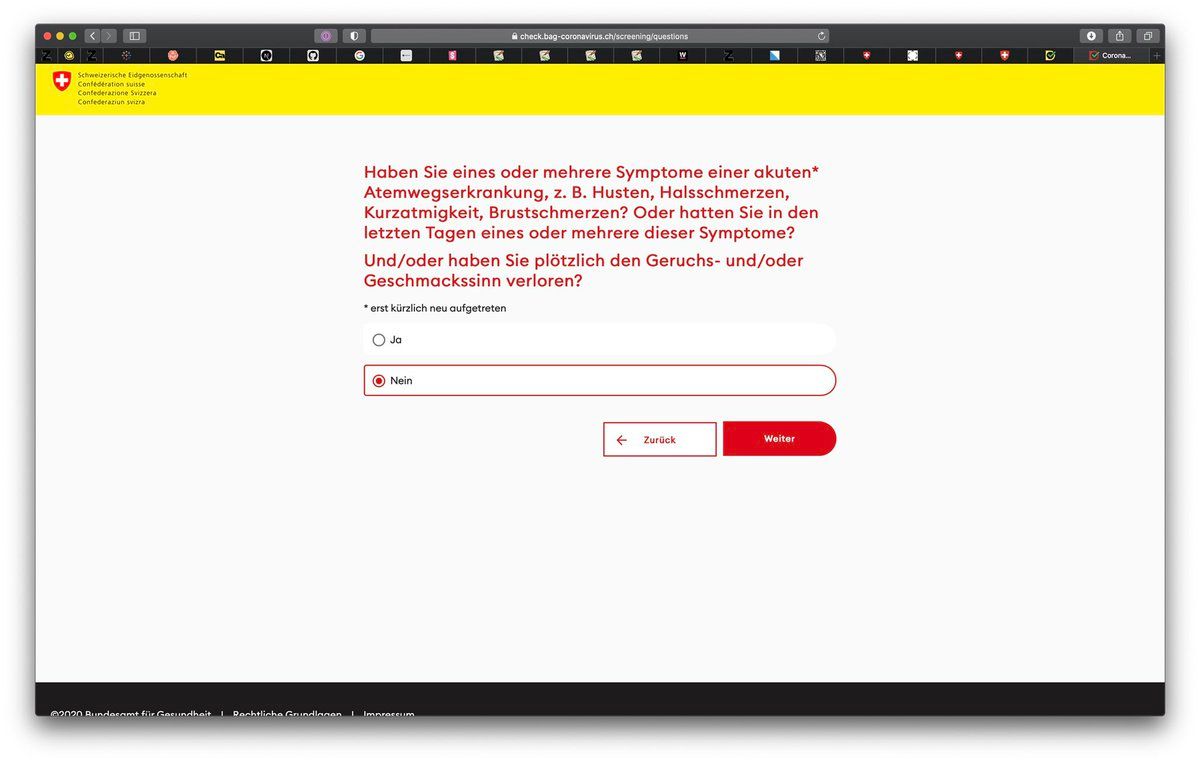 check.bag-coronavirus.ch/screening/questions
Corona...
Schweizerische Eidgenossenschaft
Confédération suisse
Confederazione Svizzera
Confederaziun svizra
Haben Sie eines oder mehrere Symptome einer akuten*
Atemwegserkrankung, z. B. Husten, Halsschmerzen,
Kurzatmigkeit, Brustschmerzen? Oder hatten Sie in den
letzten Tagen eines oder mehrere dieser Symptome?
Und/oder haben Sie plötzlich den Geruchs- und/oder
Geschmackssinn verloren?
* erst kürzlich neu aufgetreten
Ja
Nein
Zurück
Weiter
©2020 Bundesamt für Gesundheit | Rechtliche Grundlagen | Impressum